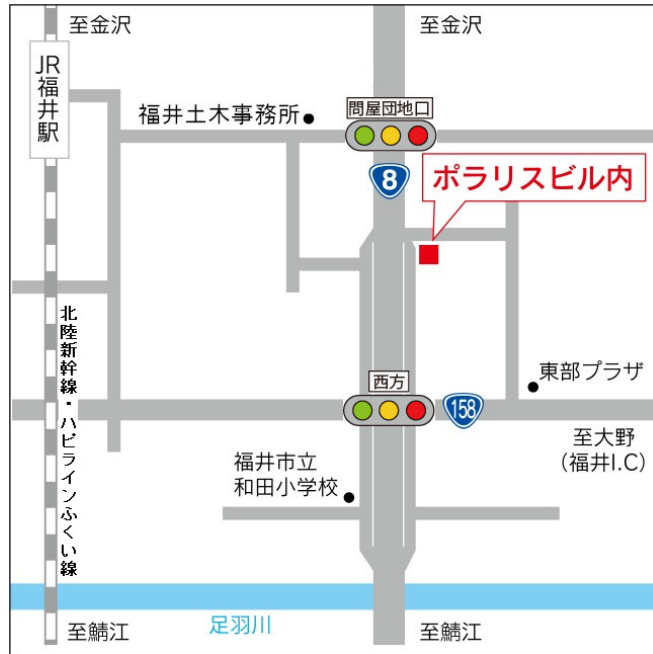 至金沢
至金沢
JR福井駅
福井土木事務所
問屋団地口
8
ポラリスビル内
北陸新幹線・ハピラインふくい線
西方
158
東部プラザ
至大野
（福井I.C）
福井市立
和田小学校
足羽川
至鯖江
至鯖江